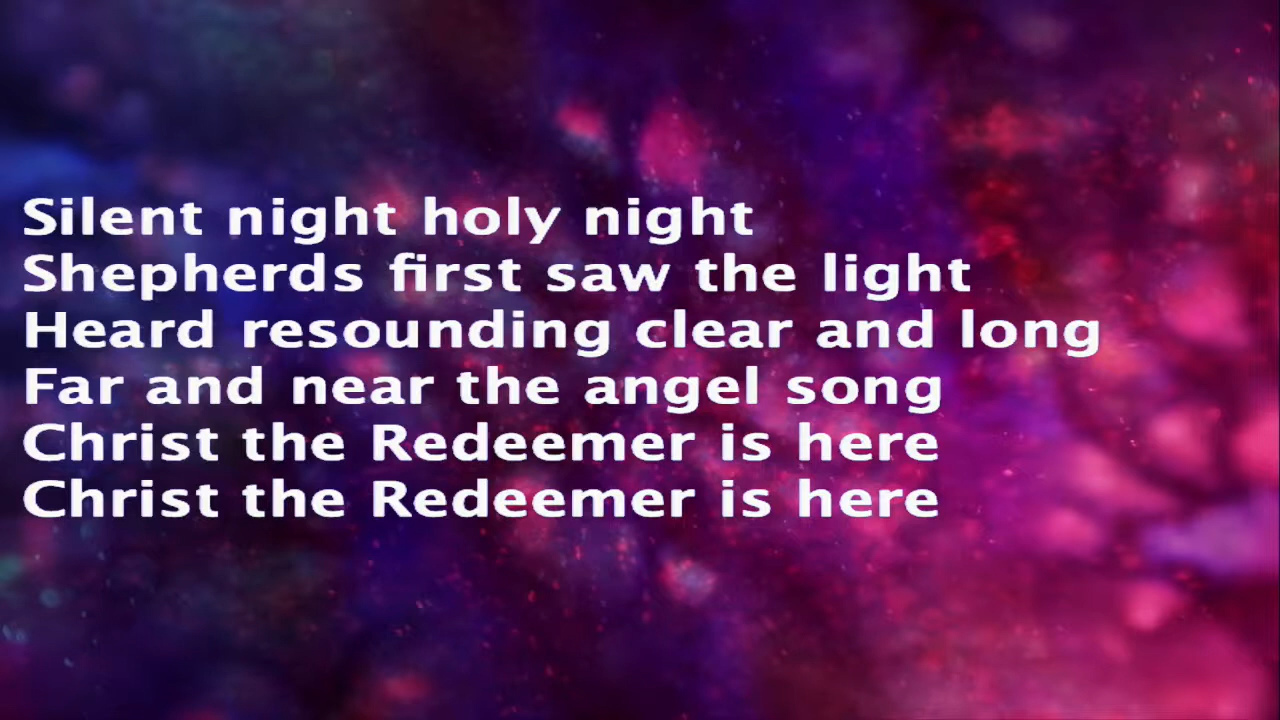 Silent night holy night
Shepherds first saw the light
Heard resounding clear and long
Far and near the angel song
Christ the Redeemer is here
Christ the Redeemer is here